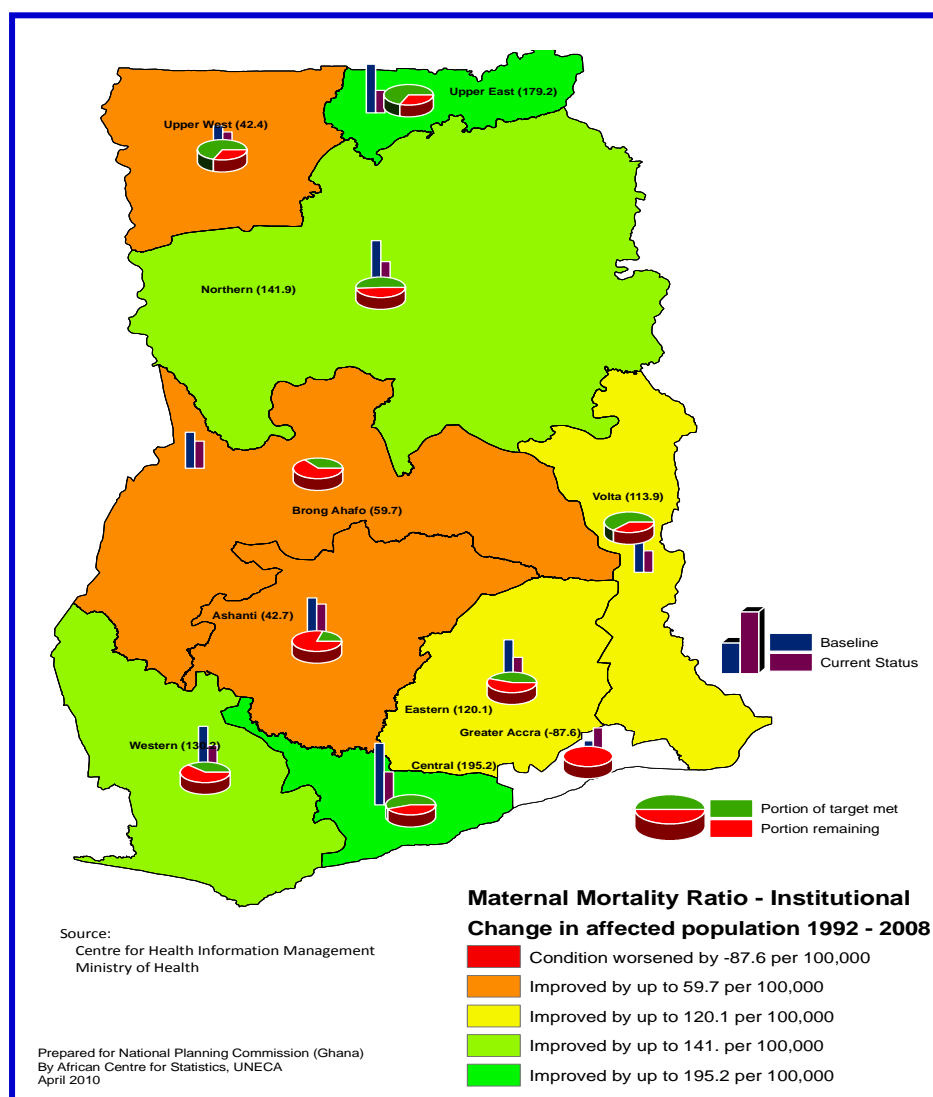 Upper East (179.2)
Upper West (42.4)
Northern (141.9)
Volta (113.9)
Brong Ahafo (59.7)
Ashanti (42.7)
Baseline
Current Status
Eastern (120.1)
Greater Accra (-87.6)
Western (130.2)
Central (195.2)
Portion of target met
Portion remaining
Maternal Mortality Ratio - Institutional
Change in affected population 1992 - 2008
Condition worsened by -87.6 per 100,000
Improved by up to 59.7 per 100,000
Improved by up to 120.1 per 100,000
Improved by up to 141. per 100,000
Improved by up to 195.2 per 100,000
Source:
Centre for Health Information Management
Ministry of Health
Prepared for National Planning Commission (Ghana)
By African Centre for Statistics, UNECA
April 2010